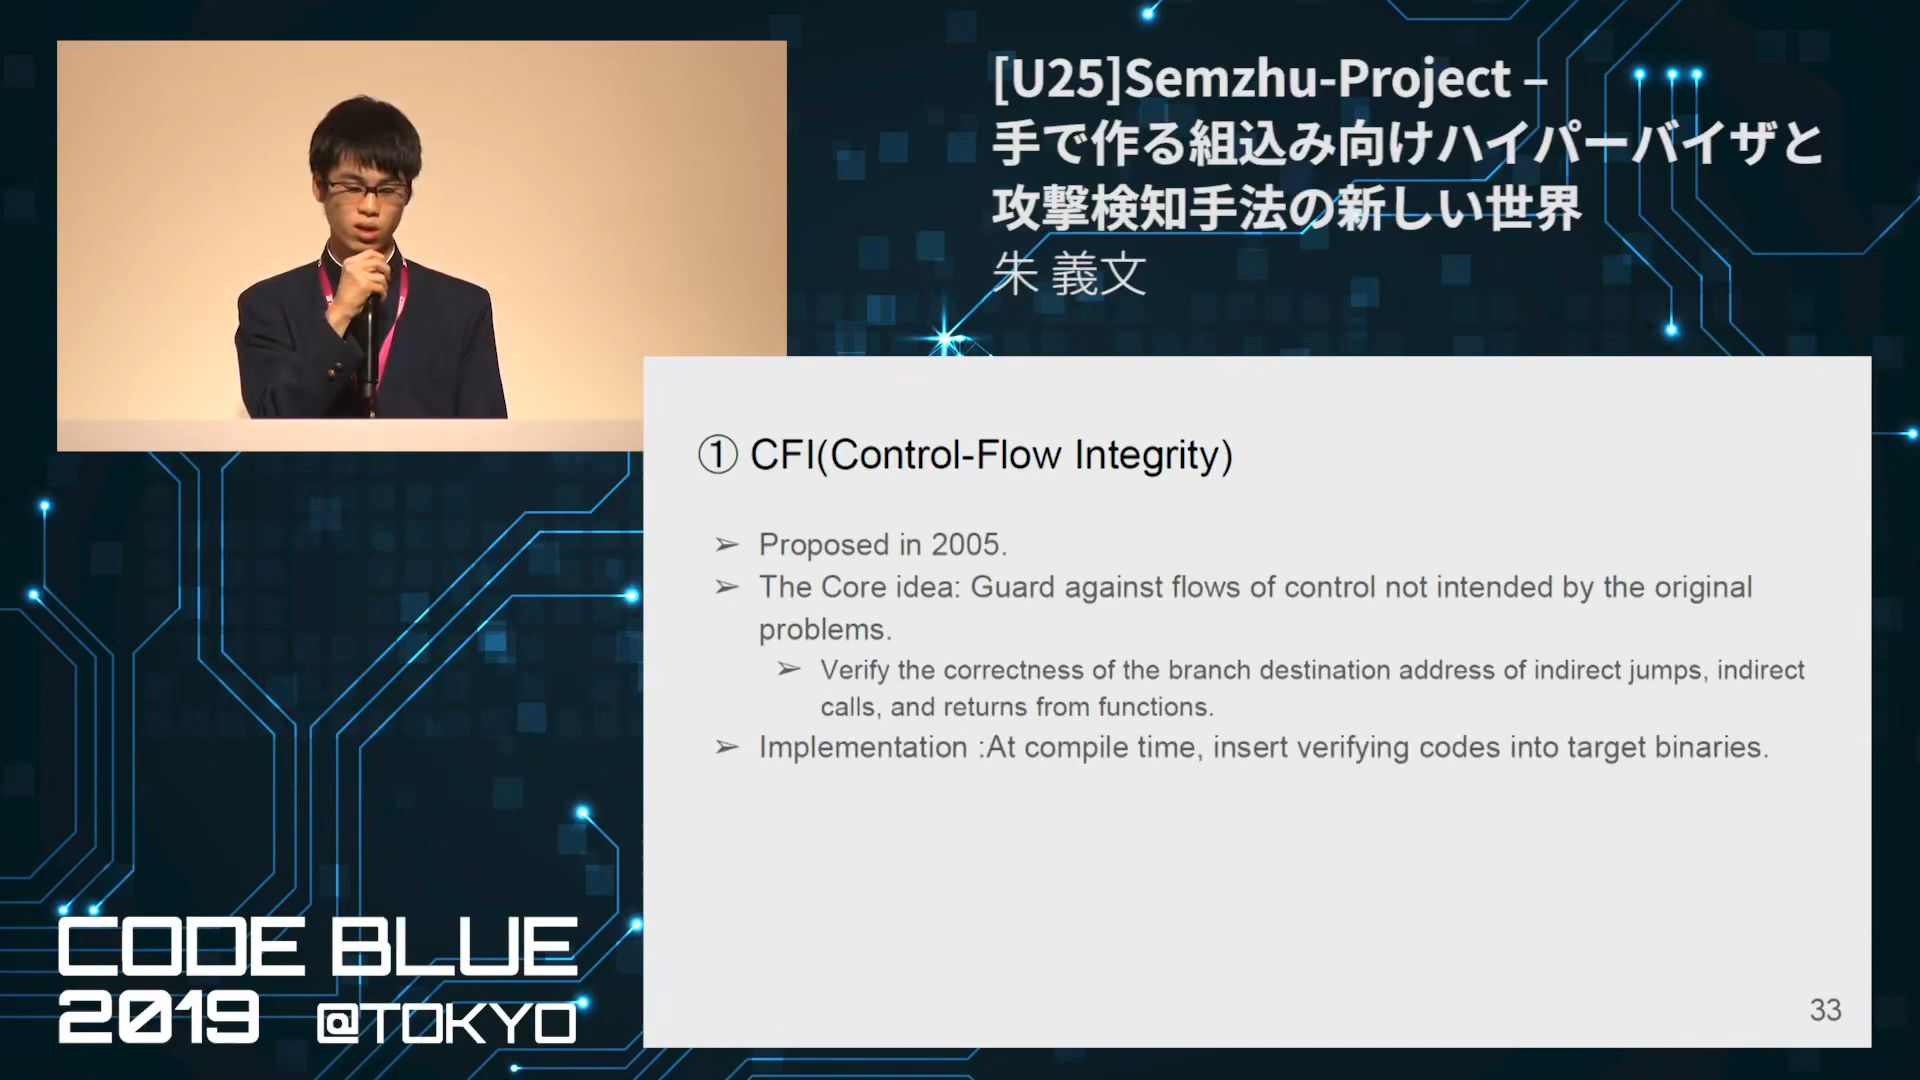 [U25]Semzhu-Project –
手で作る組込み向けハイパーバイザと
攻撃検知手法の新しい世界
朱 義文
① CFI(Control-Flow Integrity)
➢ Proposed in 2005.
➢ The Core idea: Guard against flows of control not intended by the original
problems.
➢ Verify the correctness of the branch destination address of indirect jumps, indirect
calls, and returns from functions.
➢ Implementation :At compile time, insert verifying codes into target binaries.
33
CODE BLUE
2019 @TOKYO